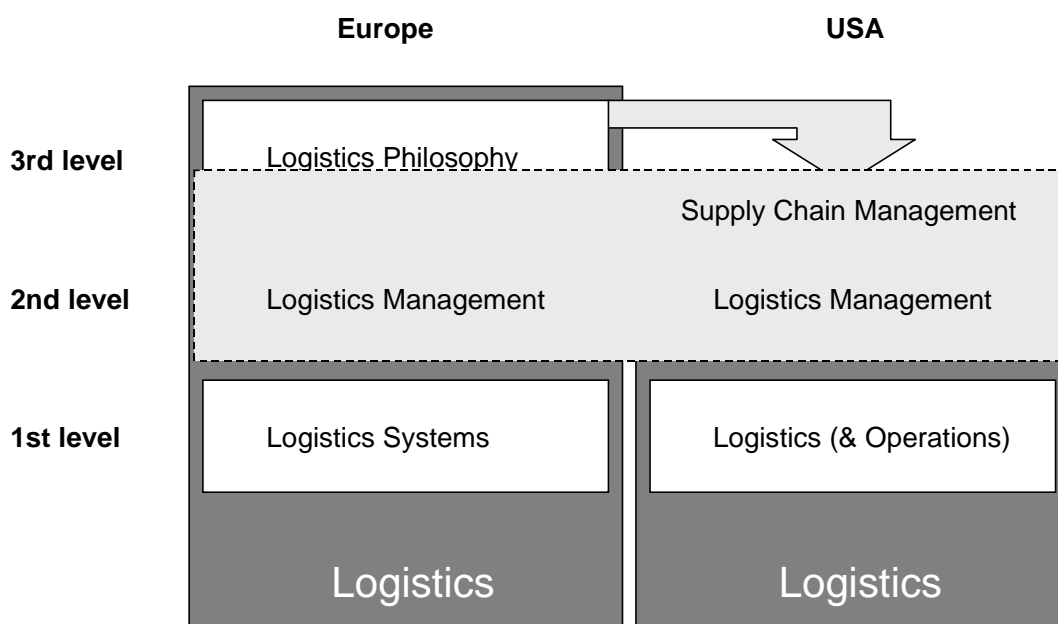 Europe USA
3rd level Logistics Philosophy
Supply Chain Management
2nd level Logistics Management Logistics Management
1st level Logistics Systems Logistics (& Operations)
Logistics Logistics